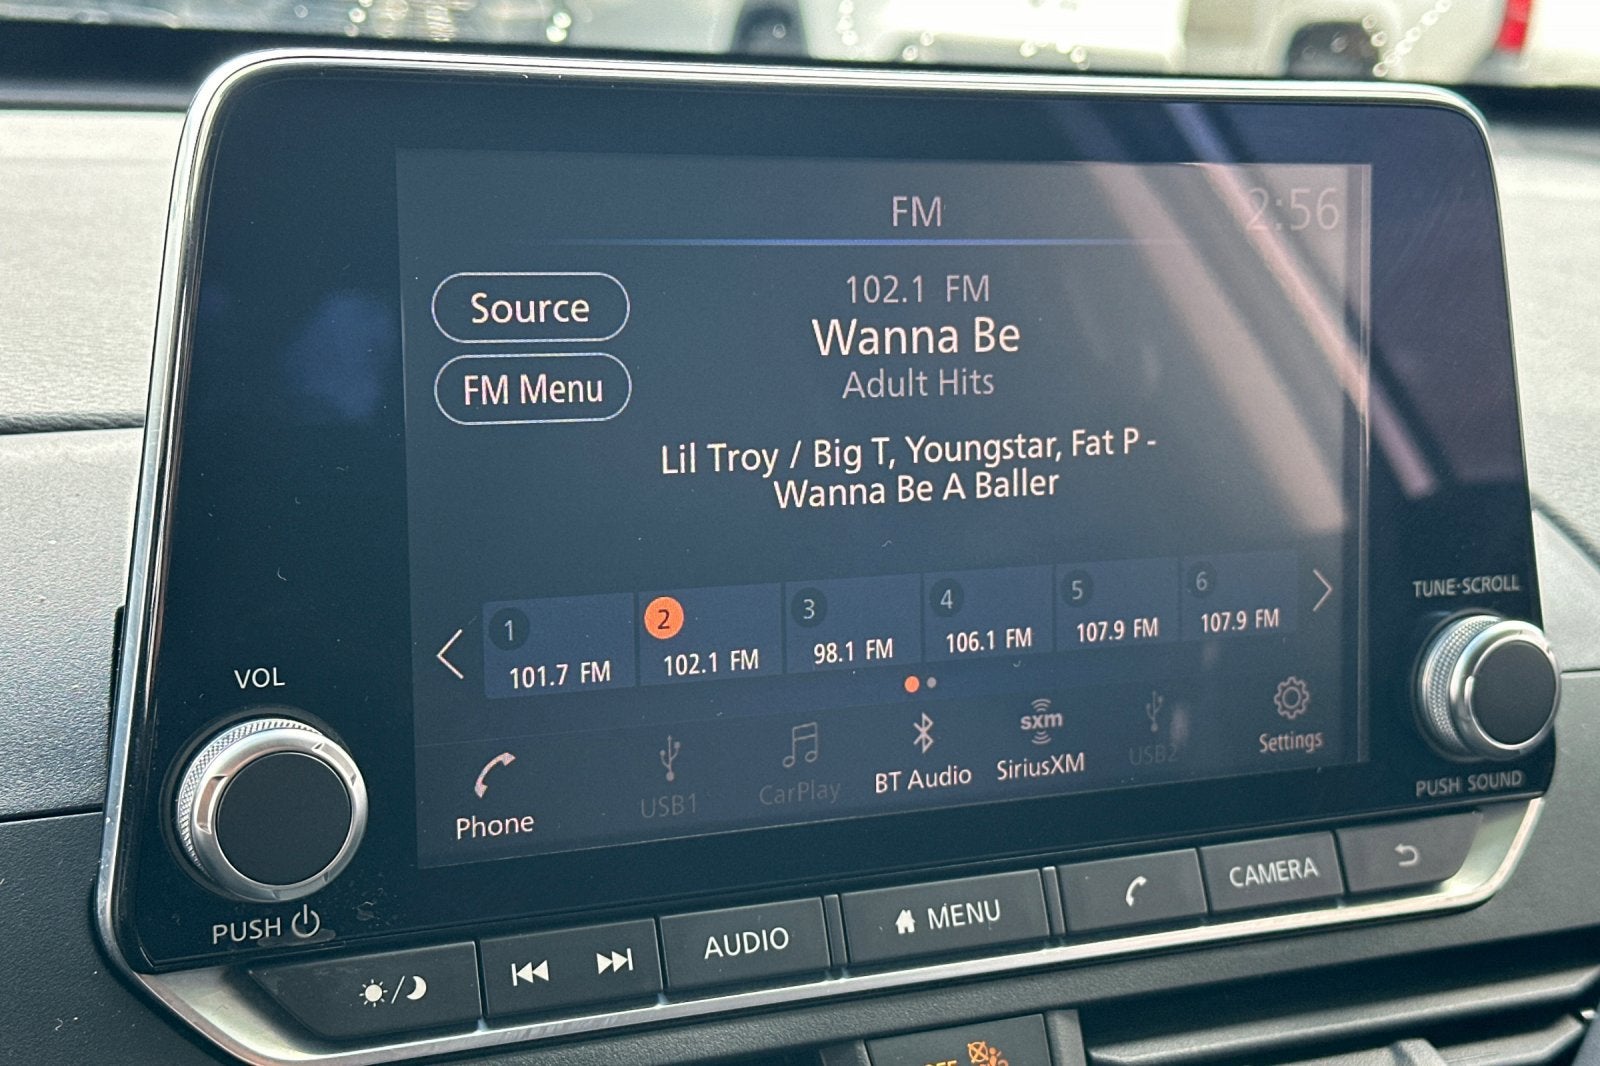 FM
2:56
Source
FM Menu
102.1 FM
Wanna Be
Adult Hits
Lil Troy / Big T, Youngstar, Fat P -
Wanna Be A Baller
1
101.7 FM
2
102.1 FM
3
98.1 FM
4
106.1 FM
5
107.9 FM
6
107.9 FM
Phone
USB1
CarPlay
BT Audio
sxm
SiriusXM
USB2
Settings
VOL
PUSH
TUNE·SCROLL
PUSH SOUND
AUDIO
MENU
CAMERA
OFF